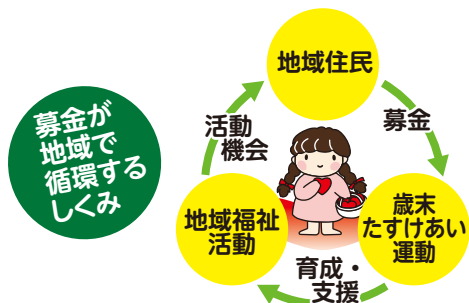 募金が
地域で
循環する
しくみ
地域住民
募金
歳末
たすけあい
運動
育成・
支援
地域福祉
活動
活動
機会